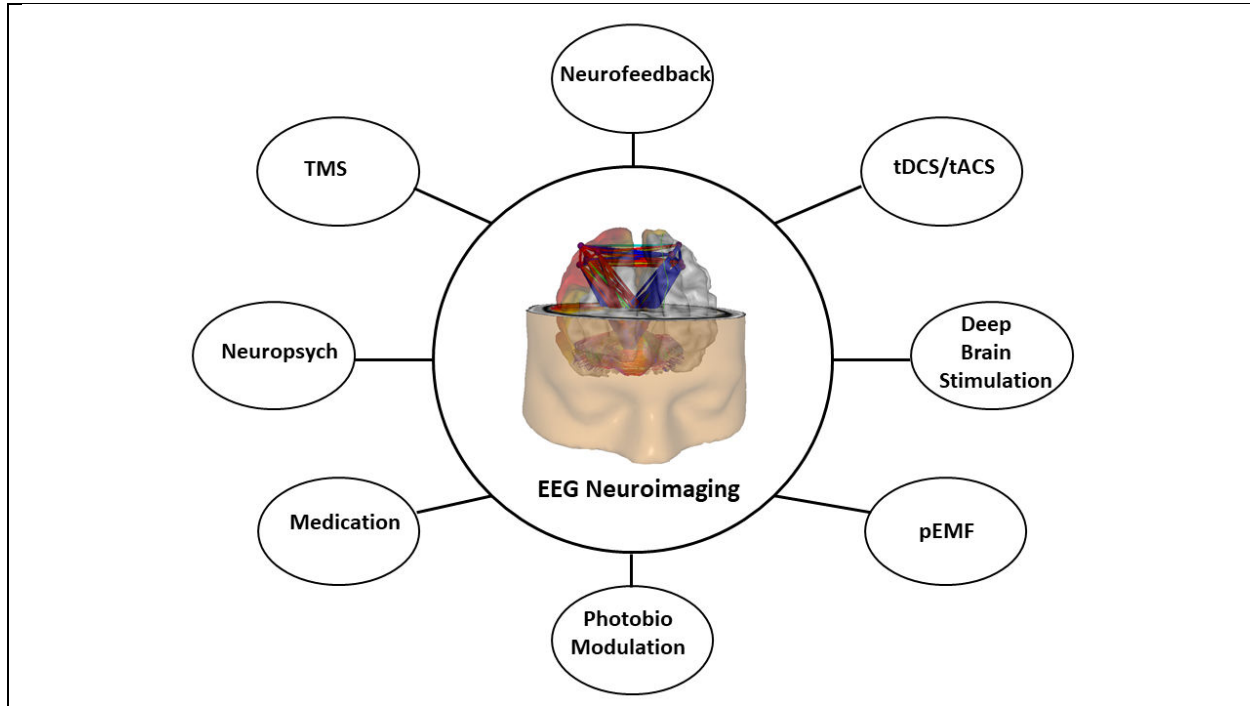 Neurofeedback
TMS
tDCS/tACS
Neuropsych
Deep
Brain
Stimulation
EEG Neuroimaging
Medication
pEMF
Photobio
Modulation